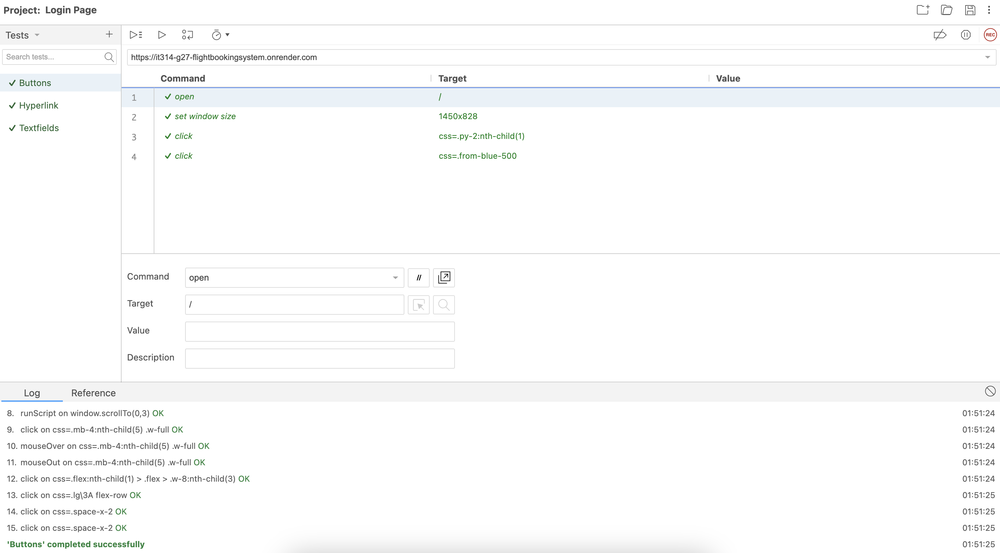 Project: Login Page
Tests
REC
Search tests...
https://it314-g27-flightbookingsystem.onrender.com
Command Target Value
Buttons
Hyperlink
Textfields
1 open /
2 set window size 1450x828
3 click css=.py-2:nth-child(1)
4 click css=.from-blue-500
Command open //
Target /
Value
Description
Log Reference
8. runScript on window.scrollTo(0,3) OK 01:51:24
9. click on css=.mb-4:nth-child(5) .w-full OK 01:51:24
10. mouseOver on css=.mb-4:nth-child(5) .w-full OK 01:51:24
11. mouseOut on css=.mb-4:nth-child(5) .w-full OK 01:51:24
12. click on css=.flex:nth-child(1) > .flex > .w-8:nth-child(3) OK 01:51:24
13. click on css=.lg\3A flex-row OK 01:51:25
14. click on css=.space-x-2 OK 01:51:25
15. click on css=.space-x-2 OK 01:51:25
'Buttons' completed successfully 01:51:25